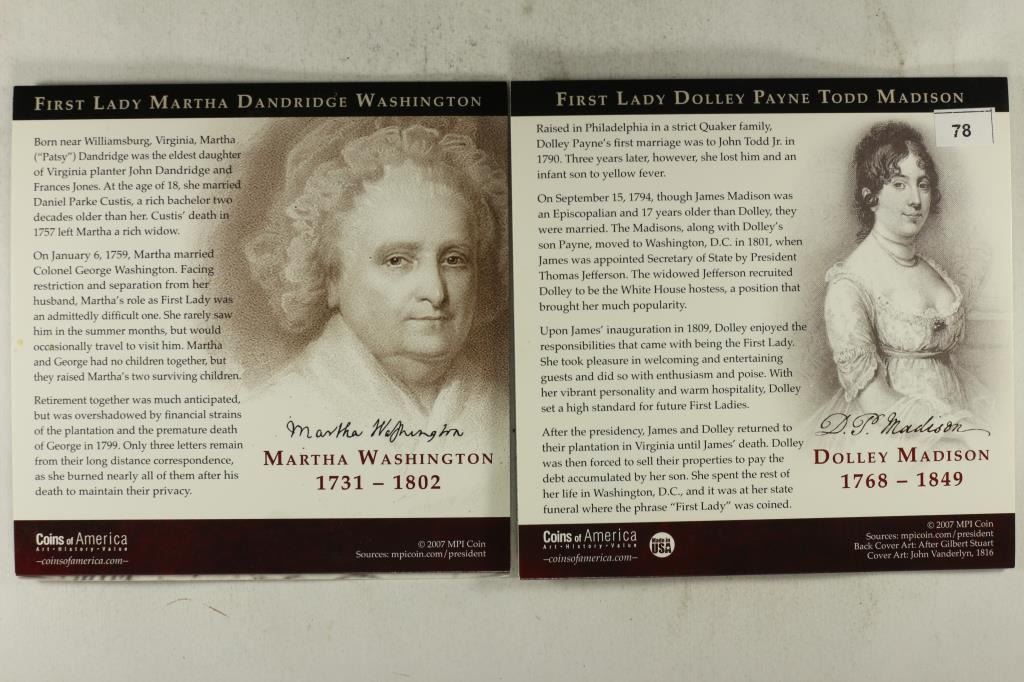 FIRST LADY MARTHA DANDRIDGE WASHINGTON
Born near Williamsburg, Virginia, Martha
("Patsy") Dandridge was the eldest daughter
of Virginia planter John Dandridge and
Frances Jones. At the age of 18, she married
Daniel Parke Custis, a rich bachelor two
decades older than her. Custis' death in
1757 left Martha a rich widow.
On January 6, 1759, Martha married
Colonel George Washington. Facing
restriction and separation from her
husband, Martha's role as First Lady was
an admittedly difficult one. She rarely saw
him in the summer months, but would
occasionally travel to visit him. Martha
and George had no children together, but
they raised Martha's two surviving children.
Retirement together was much anticipated,
but was overshadowed by financial strains
of the plantation and the premature death
of George in 1799. Only three letters remain
from their long distance correspondence,
as she burned nearly all of them after his
death to maintain their privacy.
Martha Washington
MARTHA WASHINGTON
1731 – 1802
Coins of America
Art • History • Value
–coinsofamerica.com–
© 2007 MPI Coin
Sources: mpicoin.com/president
FIRST LADY DOLLEY PAYNE TODD MADISON
78
Raised in Philadelphia in a strict Quaker family,
Dolley Payne's first marriage was to John Todd Jr. in
1790. Three years later, however, she lost him and an
infant son to yellow fever.
On September 15, 1794, though James Madison was
an Episcopalian and 17 years older than Dolley, they
were married. The Madisons, along with Dolley's
son Payne, moved to Washington, D.C. in 1801, when
James was appointed Secretary of State by President
Thomas Jefferson. The widowed Jefferson recruited
Dolley to be the White House hostess, a position that
brought her much popularity.
Upon James' inauguration in 1809, Dolley enjoyed the
responsibilities that came with being the First Lady.
She took pleasure in welcoming and entertaining
guests and did so with enthusiasm and poise. With
her vibrant personality and warm hospitality, Dolley
set a high standard for future First Ladies.
After the presidency, James and Dolley returned to
their plantation in Virginia until James' death. Dolley
was then forced to sell their properties to pay the
debt accumulated by her son. She spent the rest of
her life in Washington, D.C., and it was at her state
funeral where the phrase "First Lady" was coined.
D. P. Madison
DOLLEY MADISON
1768 – 1849
Coins of America
Art • History • Value
–coinsofamerica.com–
Made in
USA
© 2007 MPI Coin
Sources: mpicoin.com/president
Back Cover Art: After Gilbert Stuart
Cover Art: John Vanderlyn, 1816